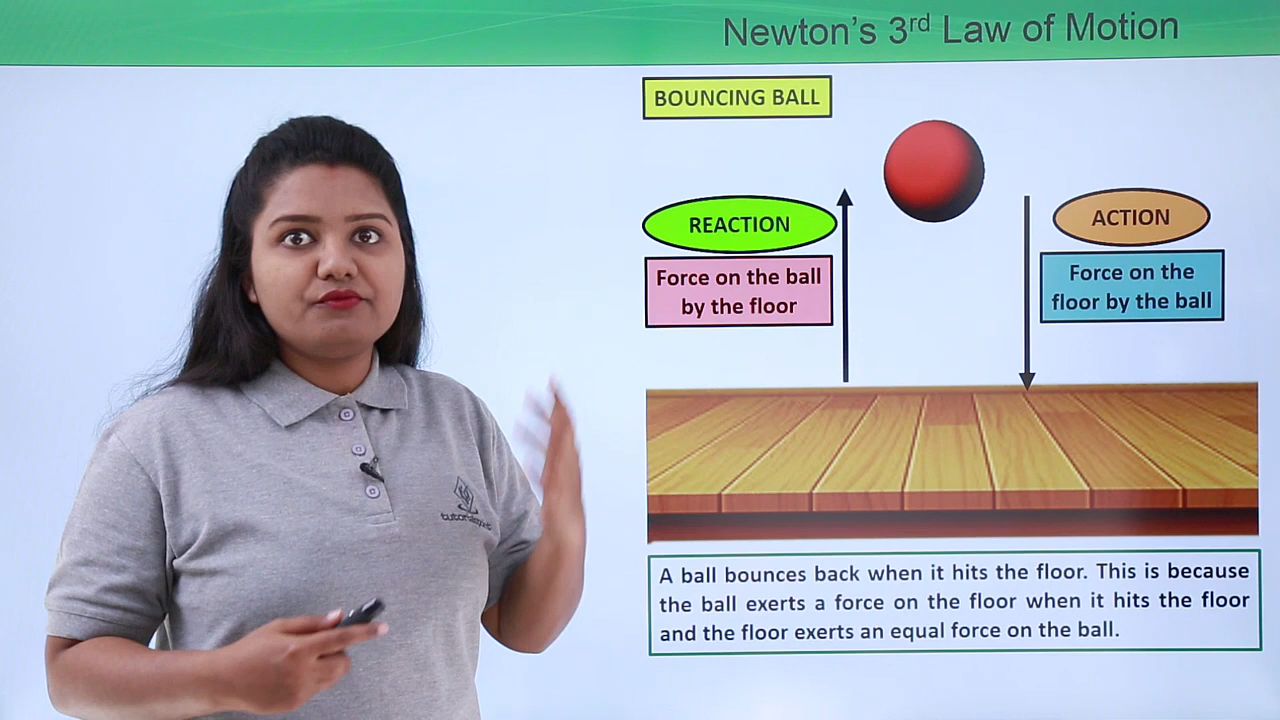 Newton's 3rd Law of Motion
BOUNCING BALL
REACTION
Force on the ball
by the floor
ACTION
Force on the
floor by the ball
A ball bounces back when it hits the floor. This is because
the ball exerts a force on the floor when it hits the floor
and the floor exerts an equal force on the ball.